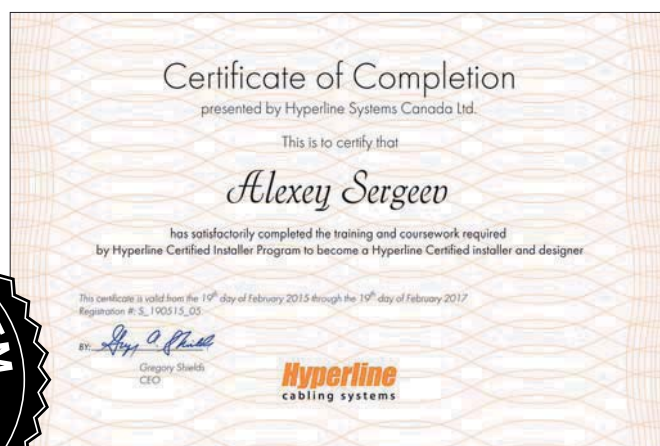 Certificate of Completion
presented by Hyperline Systems Canada Ltd.
This is to certify that
Alexey Sergeev
has satisfactorily completed the training and coursework required
by Hyperline Certified Installer Program to become a Hyperline Certified installer and designer
This certificate is valid from the 19th day of February 2015 through the 19th day of February 2017
Registration #: S_190515_05
BY:
Gregory Shields
CEO
Hyperline
cabling systems